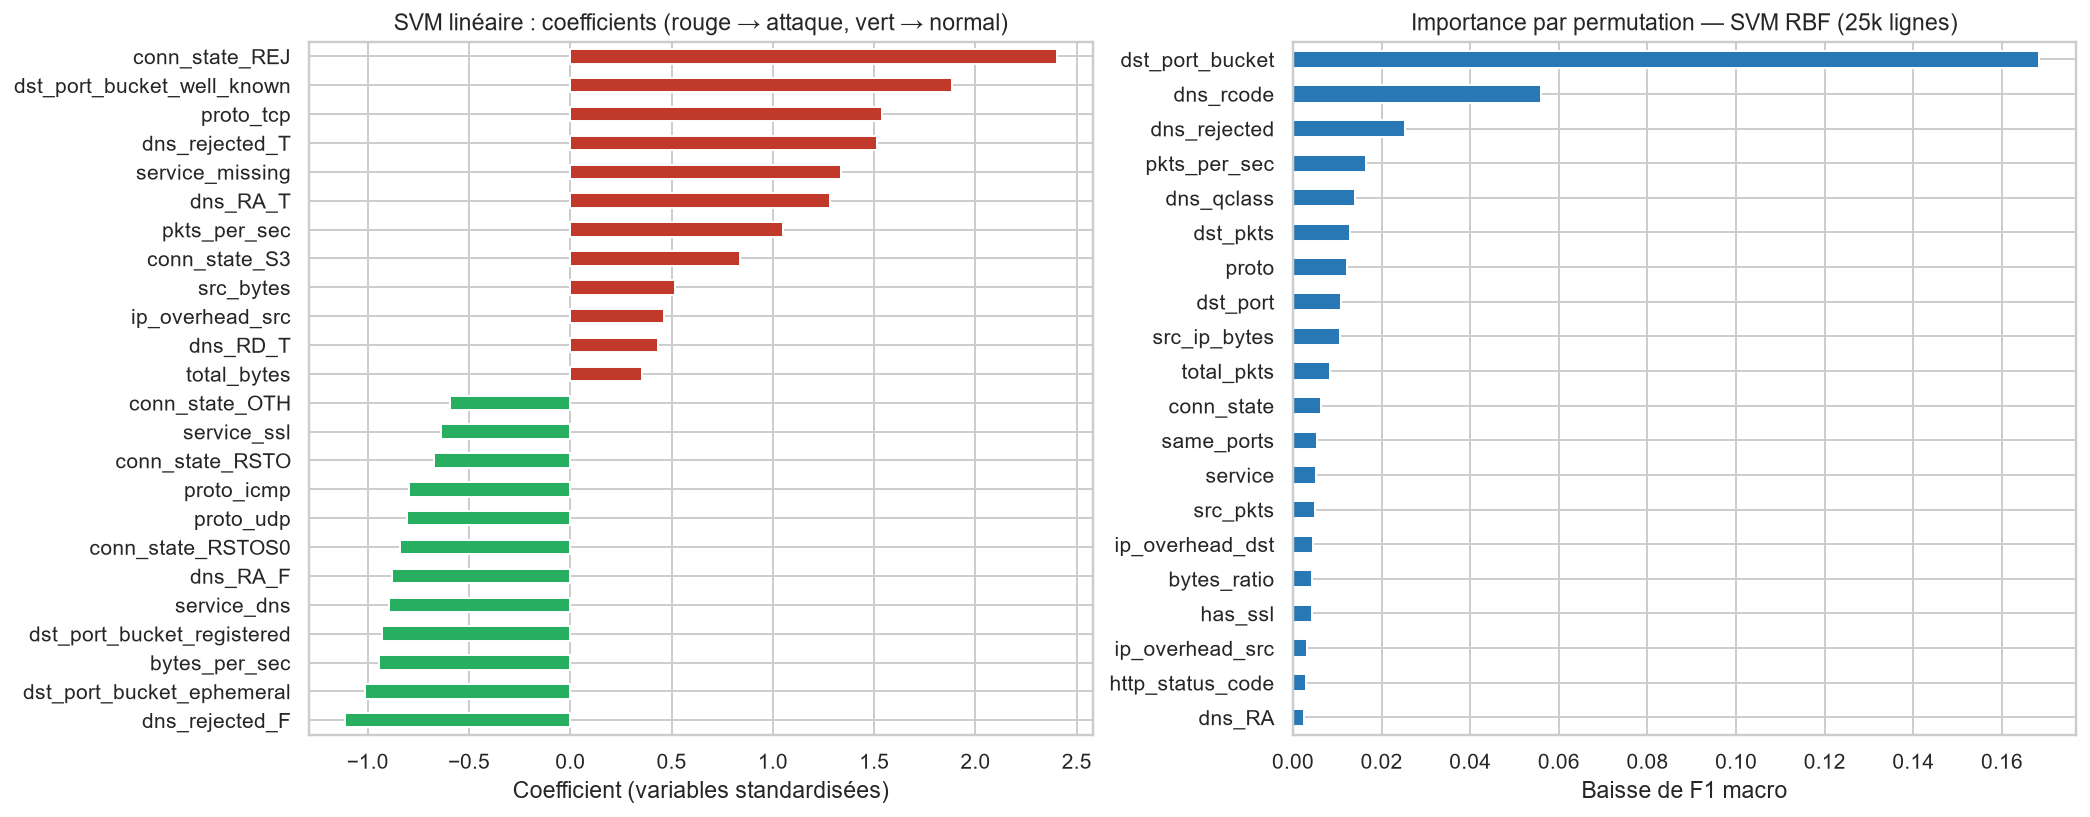 SVM linéaire : coefficients (rouge → attaque, vert → normal)
conn_state_REJ
dst_port_bucket_well_known
proto_tcp
dns_rejected_T
service_missing
dns_RA_T
pkts_per_sec
conn_state_S3
src_bytes
ip_overhead_src
dns_RD_T
total_bytes
conn_state_OTH
service_ssl
conn_state_RSTO
proto_icmp
proto_udp
conn_state_RSTOS0
dns_RA_F
service_dns
dst_port_bucket_registered
bytes_per_sec
dst_port_bucket_ephemeral
dns_rejected_F
−1.0 −0.5 0.0 0.5 1.0 1.5 2.0 2.5
Coefficient (variables standardisées)
Importance par permutation — SVM RBF (25k lignes)
dst_port_bucket
dns_rcode
dns_rejected
pkts_per_sec
dns_qclass
dst_pkts
proto
dst_port
src_ip_bytes
total_pkts
conn_state
same_ports
service
src_pkts
ip_overhead_dst
bytes_ratio
has_ssl
ip_overhead_src
http_status_code
dns_RA
0.00 0.02 0.04 0.06 0.08 0.10 0.12 0.14 0.16
Baisse de F1 macro